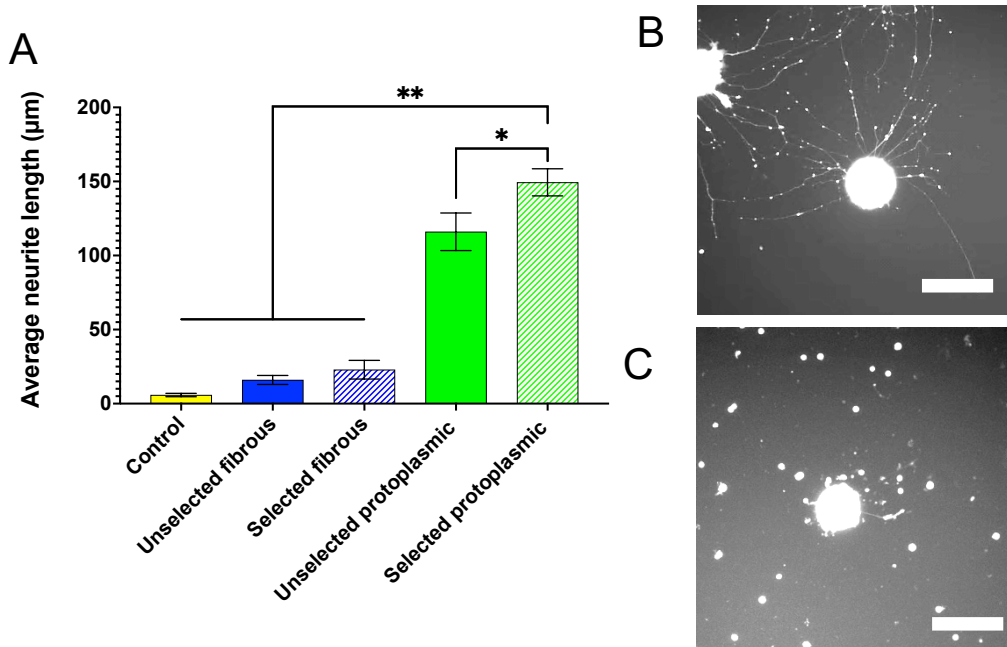 A
B
**
200
*
150
100
50
0
Average neurite length (µm)
Control
Unselected fibrous
Selected fibrous
Unselected protoplasmic
Selected protoplasmic
C